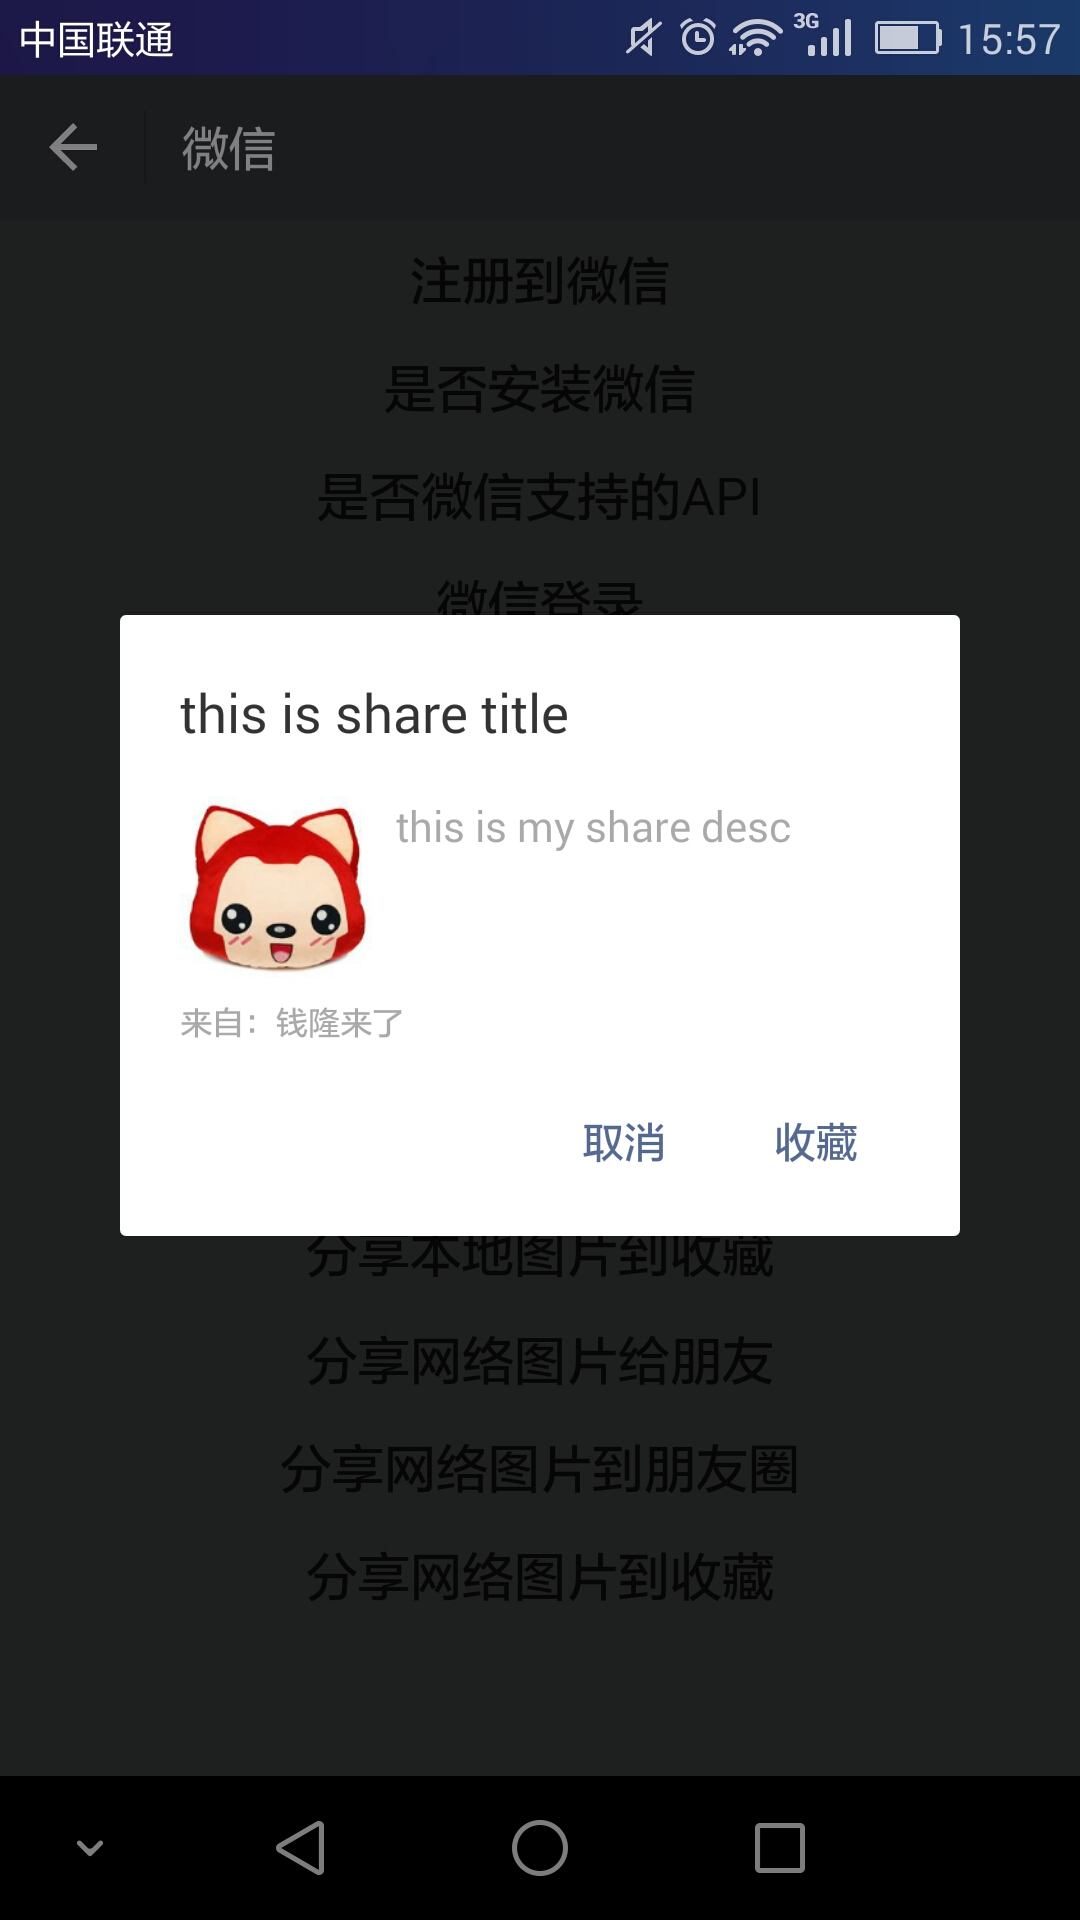 中国联通 3G 15:57
微信
注册到微信
是否安装微信
是否微信支持的API
微信登录
this is share title
this is my share desc
来自：钱隆来了
取消 收藏
分享本地图片到收藏
分享网络图片给朋友
分享网络图片到朋友圈
分享网络图片到收藏